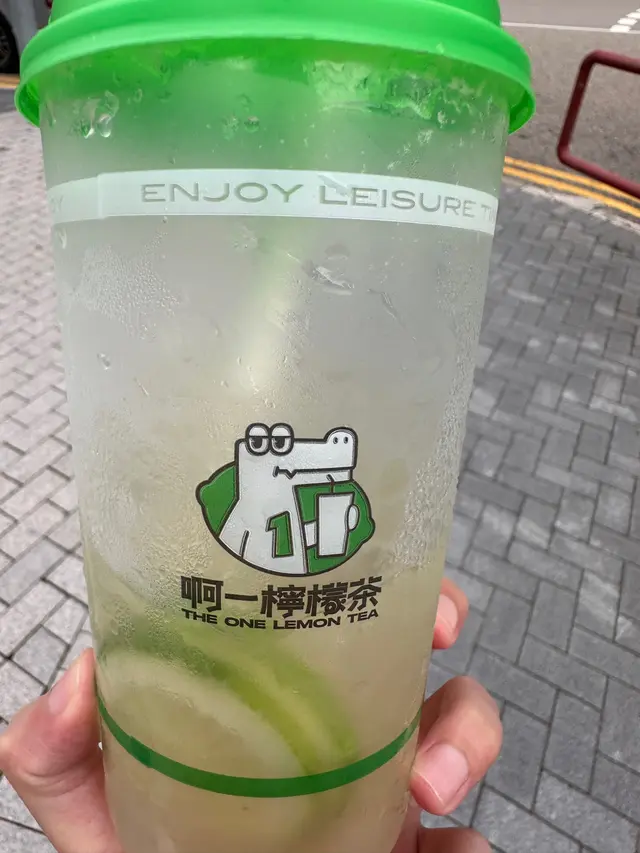 ENJOY LEISURE
1
啊一檸檬茶
THE ONE LEMON TEA